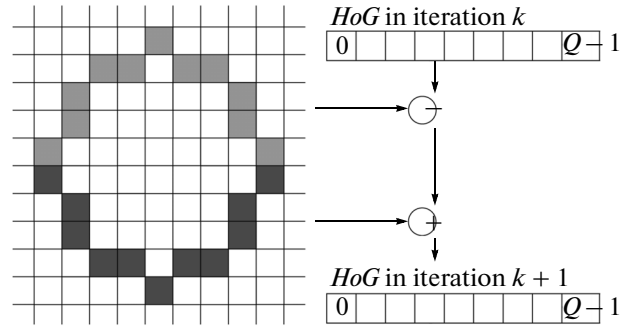 HoG in iteration k
0 Q – 1
HoG in iteration k + 1
0 Q – 1